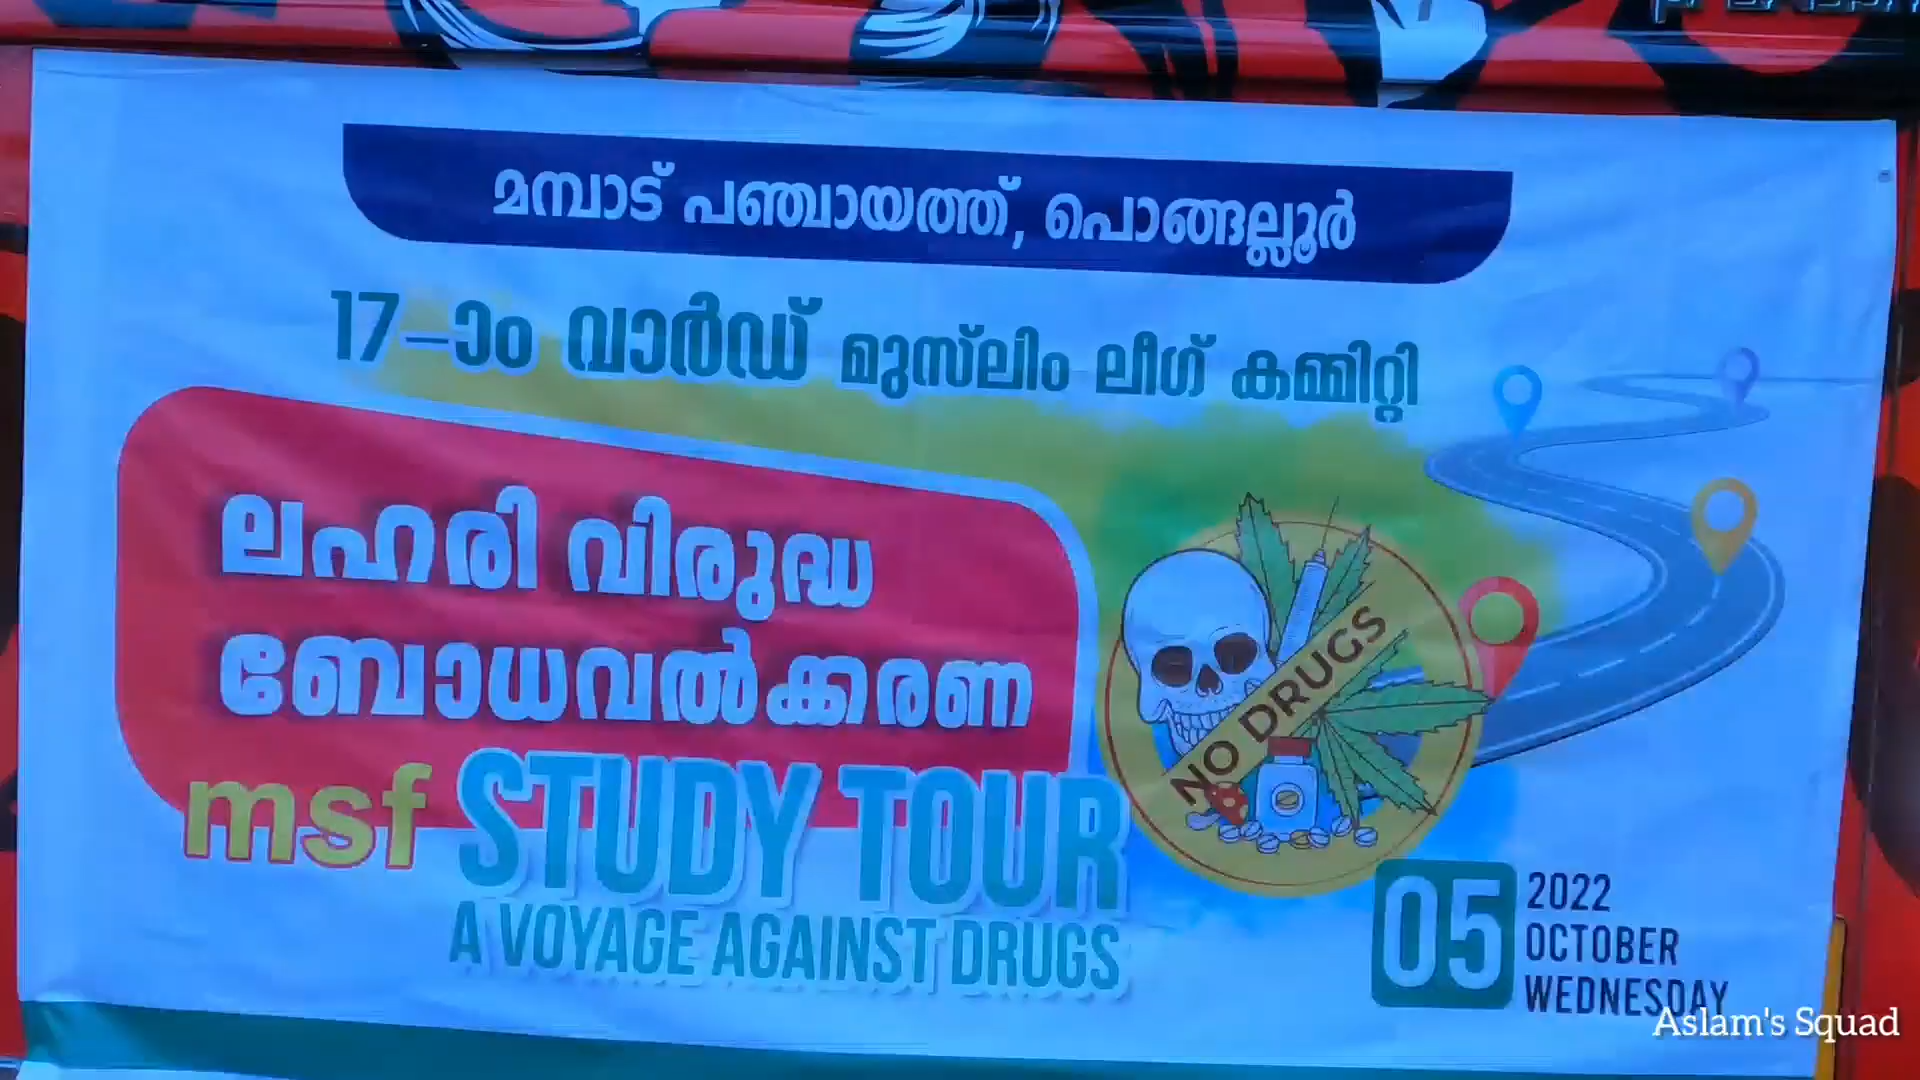 മമ്പാട് പഞ്ചായത്ത്, പൊങ്ങല്ലൂർ
17-ാം വാർഡ് മുസ്‌ലിം ലീഗ് കമ്മിറ്റി
ലഹരി വിരുദ്ധ
ബോധവൽക്കരണ
msf STUDY TOUR
A VOYAGE AGAINST DRUGS
NO DRUGS
05
2022
OCTOBER
WEDNESDAY
Aslam's Squad